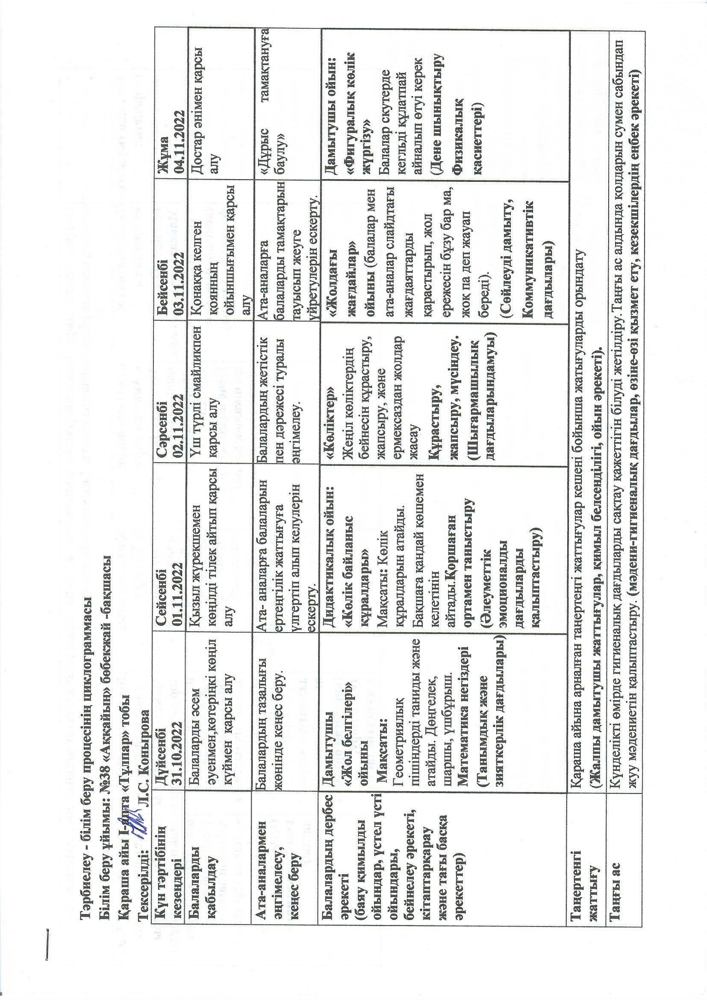 Тәрбиелеу - білім беру процесінің циклограммасы
Білім беру ұйымы: №38 «Аққайың» бөбекжай -бақшасы
Қараша айы І-апта «Тұлпар» тобы
Тексерілді: Л.С. Конырова
Күн тәртібінің
кезеңдері
Дүйсенбі
31.10.2022
Сейсенбі
01.11.2022
Сәрсенбі
02.11.2022
Бейсенбі
03.11.2022
Жұма
04.11.2022
Балаларды
қабылдау
Балаларды әсем
әуенмен,көтеріңкі көңіл
күймен қарсы алу
Қызыл жүрекшемен
көңілді тілек айтып қарсы
алу
Үш түрлі смайликпен
қарсы алу
Қонаққа келген
қоянның
ойыншығымен қарсы
алу
Достар әнімен қарсы
алу
Ата-аналармен
әңгімелесу,
кеңес беру
Балалардың тазалығы
жөнінде кеңес беру.
Ата- аналарға балаларын
ертеңгілік жаттығуға
үлгертіп алып келулерін
ескерту.
Балалардың жетістік
пен дәрежесі туралы
әңгімелеу.
Ата-аналарға
балаларды тамақтарын
тауысып жеуге
үйретулерін ескерту.
«Дұрыс тамақтануға
баулу»
Балалардың дербес
әрекеті
(баяу қимылды
ойындар, үстел үсті
ойындары,
бейнелеу әрекеті,
кітаптарқарау
және тағы басқа
әрекеттер)
Дамытушы
«Жол белгілері»
ойыны
Мақсаты:
Геометриялық
пішіндерді таниды және
атайды. Дөңгелек,
шаршы, үшбұрыш.
Математика негіздері
(Танымдық және
зияткерлік дағдылары)
Дидактикалық ойын:
«Көлік байланыс
құралдары»
Мақсаты: Көлік
құралдарын атайды.
Бақшаға қандай көшемен
келетінін
айтады.Қоршаған
ортамен таныстыру
(Әлеуметтік
эмоционалды
дағдыларды
қалыптастыру)
«Көліктер»
Жеңіл көліктердің
бейнесін құрастыру,
жапсыру, және
ермексаздан жолдар
жасау
Құрастыру,
жапсыру, мүсіндеу.
(Шығармашылық
дағдыларындамуы)
«Жолдағы
жағдайлар»
ойыны (балалар мен
ата-аналар слайдтағы
жағдаяттарды
қарастырып, жол
ережесін бұзу бар ма,
жоқ па деп жауап
береді).
(Сөйлеуді дамыту,
Коммуникативтік
дағдылары)
Дамытушы ойын:
«Фигуралық көлік
жүргізу»
Балалар скутерде
кегльді құлатпай
айналып өтуі керек
(Дене шынықтыру
Физикалық
қасиеттері)
Таңертенгі
жаттығу
Қараша айына арналған таңертеңгі жаттығулар кешені бойынша жатығуларды орындату
(Жалпы дамытушы жаттығулар, қимыл белсенділігі, ойын әрекеті).
Таңғы ас
Күнделікті өмірде гигиеналық дағдыларды сақтау қажеттігін білуді жетілдіру.Таңғы ас алдында қолдарын сумен сабындап
жуу мәдениетін қалыптастыру. (мәдени-гигиеналық дағдылар, өзіне-өзі қызмет ету, кезекшілердің еңбек әрекеті)